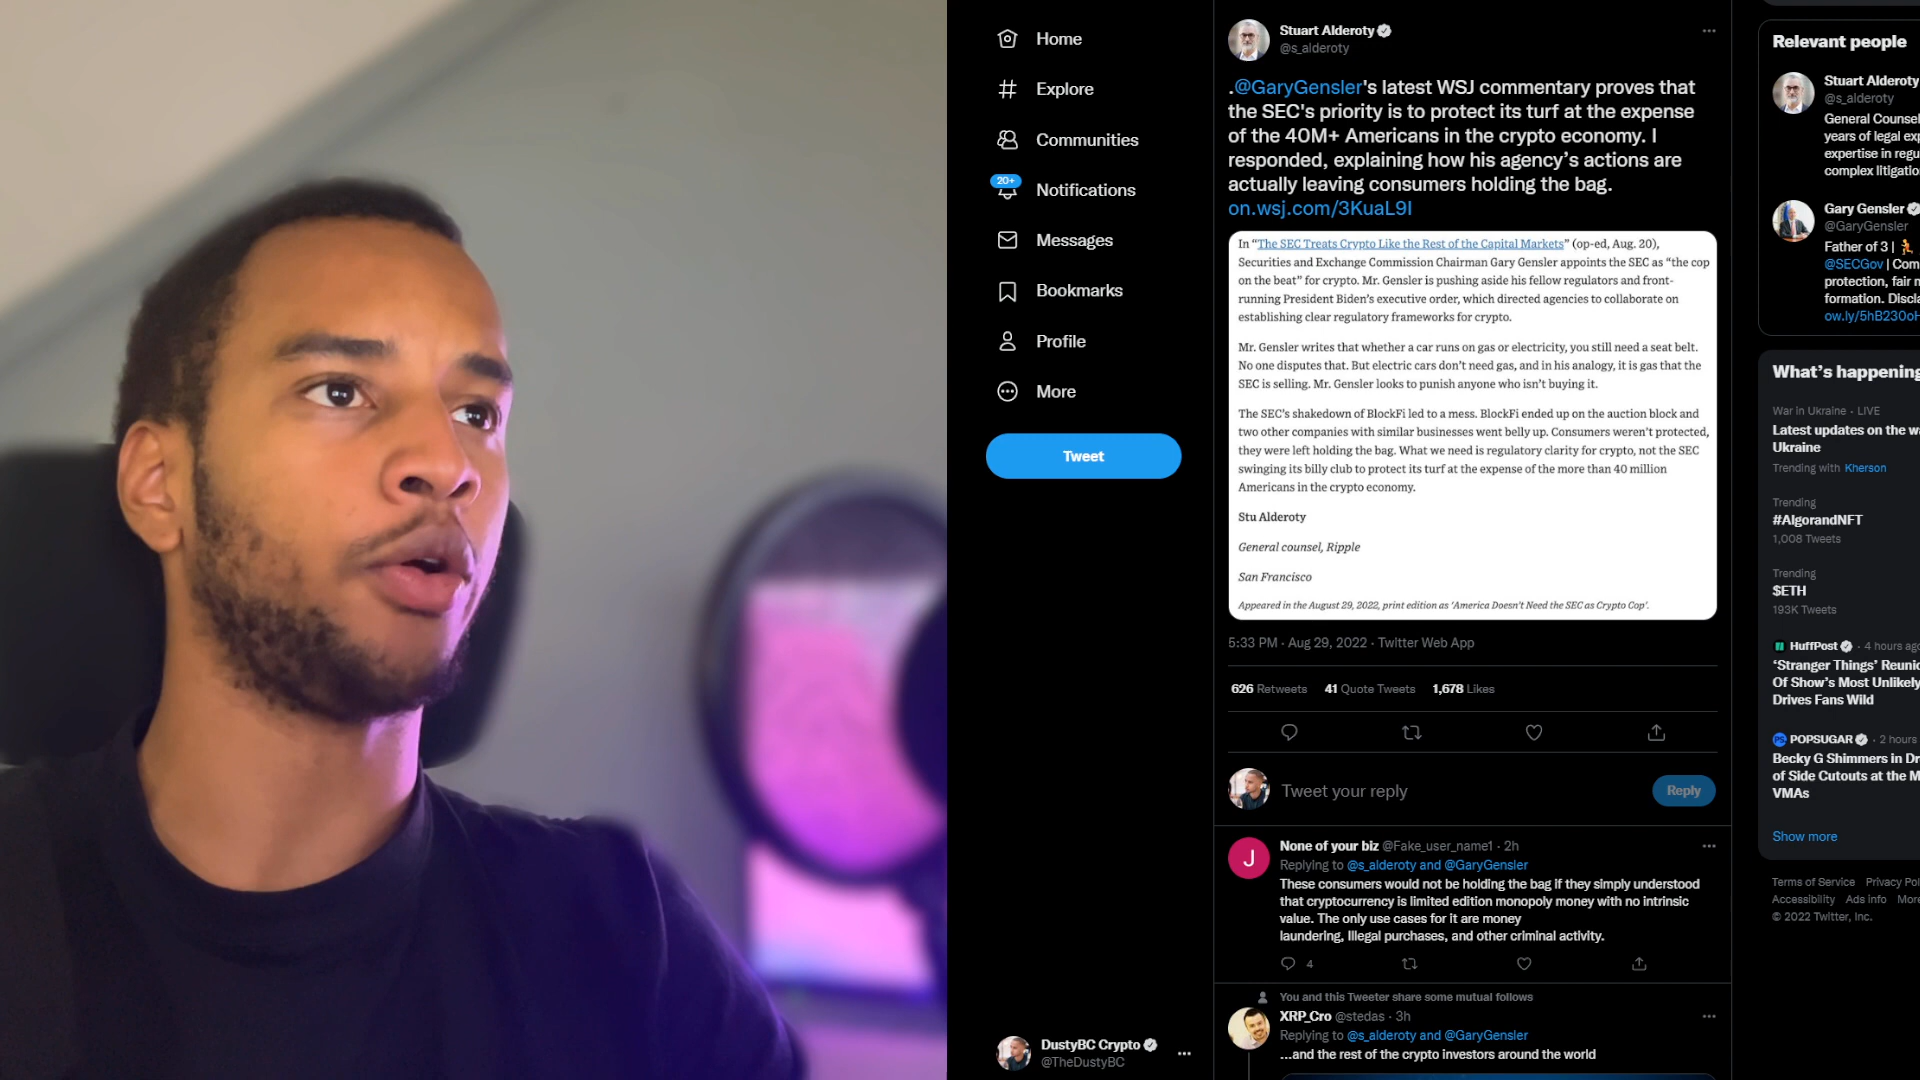 Home
Explore
Communities
20+
Notifications
Messages
Bookmarks
Profile
More
Tweet
DustyBC Crypto
@TheDustyBC
Stuart Alderoty
@s_alderoty
.@GaryGensler's latest WSJ commentary proves that
the SEC's priority is to protect its turf at the expense
of the 40M+ Americans in the crypto economy. I
responded, explaining how his agency’s actions are
actually leaving consumers holding the bag.
on.wsj.com/3KuaL9I
In “The SEC Treats Crypto Like the Rest of the Capital Markets” (op-ed, Aug. 20),
Securities and Exchange Commission Chairman Gary Gensler appoints the SEC as “the cop
on the beat” for crypto. Mr. Gensler is pushing aside his fellow regulators and front-
running President Biden’s executive order, which directed agencies to collaborate on
establishing clear regulatory frameworks for crypto.
Mr. Gensler writes that whether a car runs on gas or electricity, you still need a seat belt.
No one disputes that. But electric cars don’t need gas, and in his analogy, it is gas that the
SEC is selling. Mr. Gensler looks to punish anyone who isn’t buying it.
The SEC’s shakedown of BlockFi led to a mess. BlockFi ended up on the auction block and
two other companies with similar businesses went belly up. Consumers weren’t protected,
they were left holding the bag. What we need is regulatory clarity for crypto, not the SEC
swinging its billy club to protect its turf at the expense of the more than 40 million
Americans in the crypto economy.
Stu Alderoty
General counsel, Ripple
San Francisco
Appeared in the August 29, 2022, print edition as ‘America Doesn’t Need the SEC as Crypto Cop’.
5:33 PM · Aug 29, 2022 · Twitter Web App
626 Retweets 41 Quote Tweets 1,678 Likes
Tweet your reply
Reply
J
None of your biz @Fake_user_name1 · 2h
Replying to @s_alderoty and @GaryGensler
These consumers would not be holding the bag if they simply understood
that cryptocurrency is limited edition monopoly money with no intrinsic
value. The only use cases for it are money
laundering, illegal purchases, and other criminal activity.
4
You and this Tweeter share some mutual follows
XRP_Cro @stedas · 3h
Replying to @s_alderoty and @GaryGensler
...and the rest of the crypto investors around the world
Relevant people
Stuart Alderoty
@s_alderoty
General Counsel
years of legal
expertise in
complex
Gary Gensler
@GaryGensler
Father of 3 |
@SECGov |
protection, fair
formation.
ow.ly/5hB230oH
What’s happening
War in Ukraine · LIVE
Latest updates on the
Ukraine
Trending with Kherson
Trending
#AlgorandNFT
1,008 Tweets
Trending
$ETH
193K Tweets
HuffPost · 4 hours
‘Stranger Things’
Of Show’s Most Unlikely
Drives Fans Wild
PS POPSUGAR · 2 hours
Becky G Shimmers in
of Side Cutouts at the
VMAs
Show more
Terms of Service Privacy
Accessibility Ads info
© 2022 Twitter, Inc.